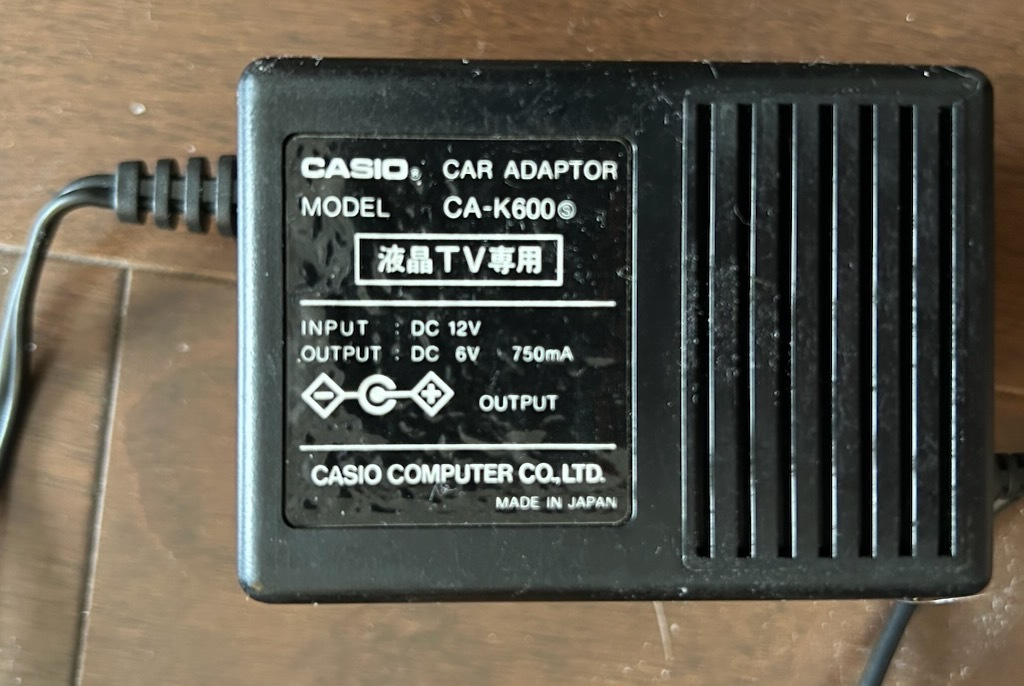 CASIO® CAR ADAPTOR
MODEL CA-K600Ⓢ
液晶TV専用
INPUT : DC 12V
OUTPUT : DC 6V 750mA
OUTPUT
CASIO COMPUTER CO.,LTD.
MADE IN JAPAN